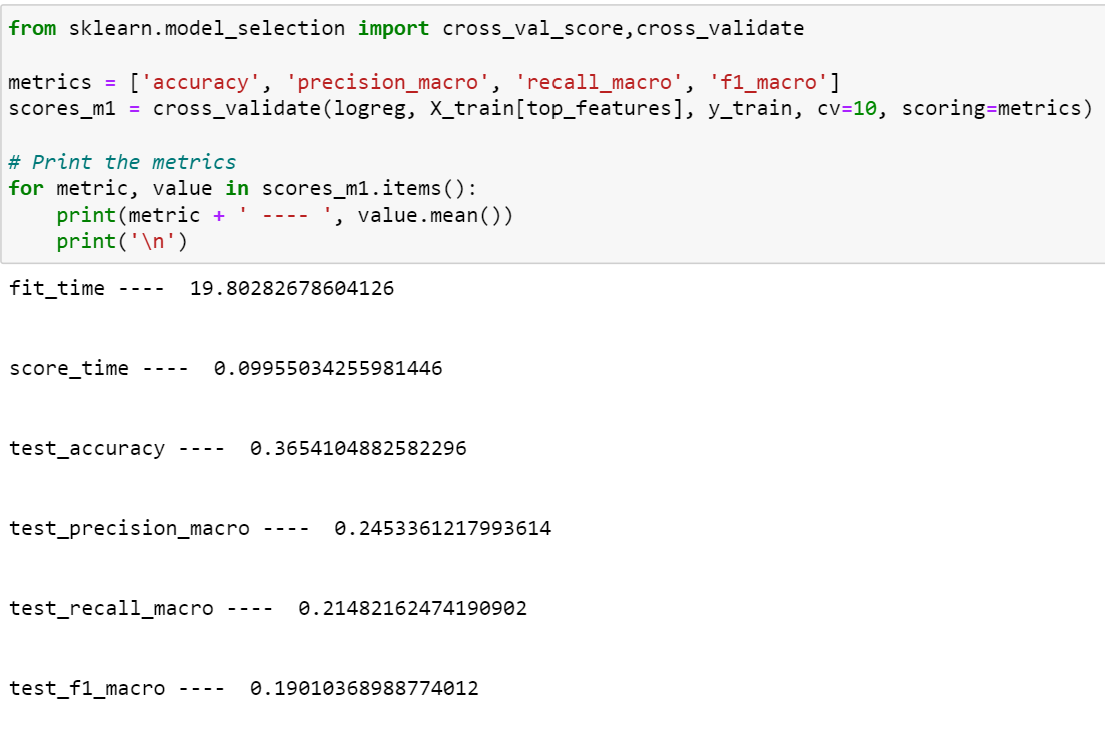 from sklearn.model_selection import cross_val_score,cross_validate
metrics = ['accuracy', 'precision_macro', 'recall_macro', 'f1_macro']
scores_m1 = cross_validate(logreg, X_train[top_features], y_train, cv=10, scoring=metrics)
# Print the metrics
for metric, value in scores_m1.items():
    print(metric + ' ---- ', value.mean())
    print('\n')
fit_time ----  19.80282678604126
score_time ----  0.09955034255981446
test_accuracy ----  0.3654104882582296
test_precision_macro ----  0.2453361217993614
test_recall_macro ----  0.21482162474190902
test_f1_macro ----  0.19010368988774012